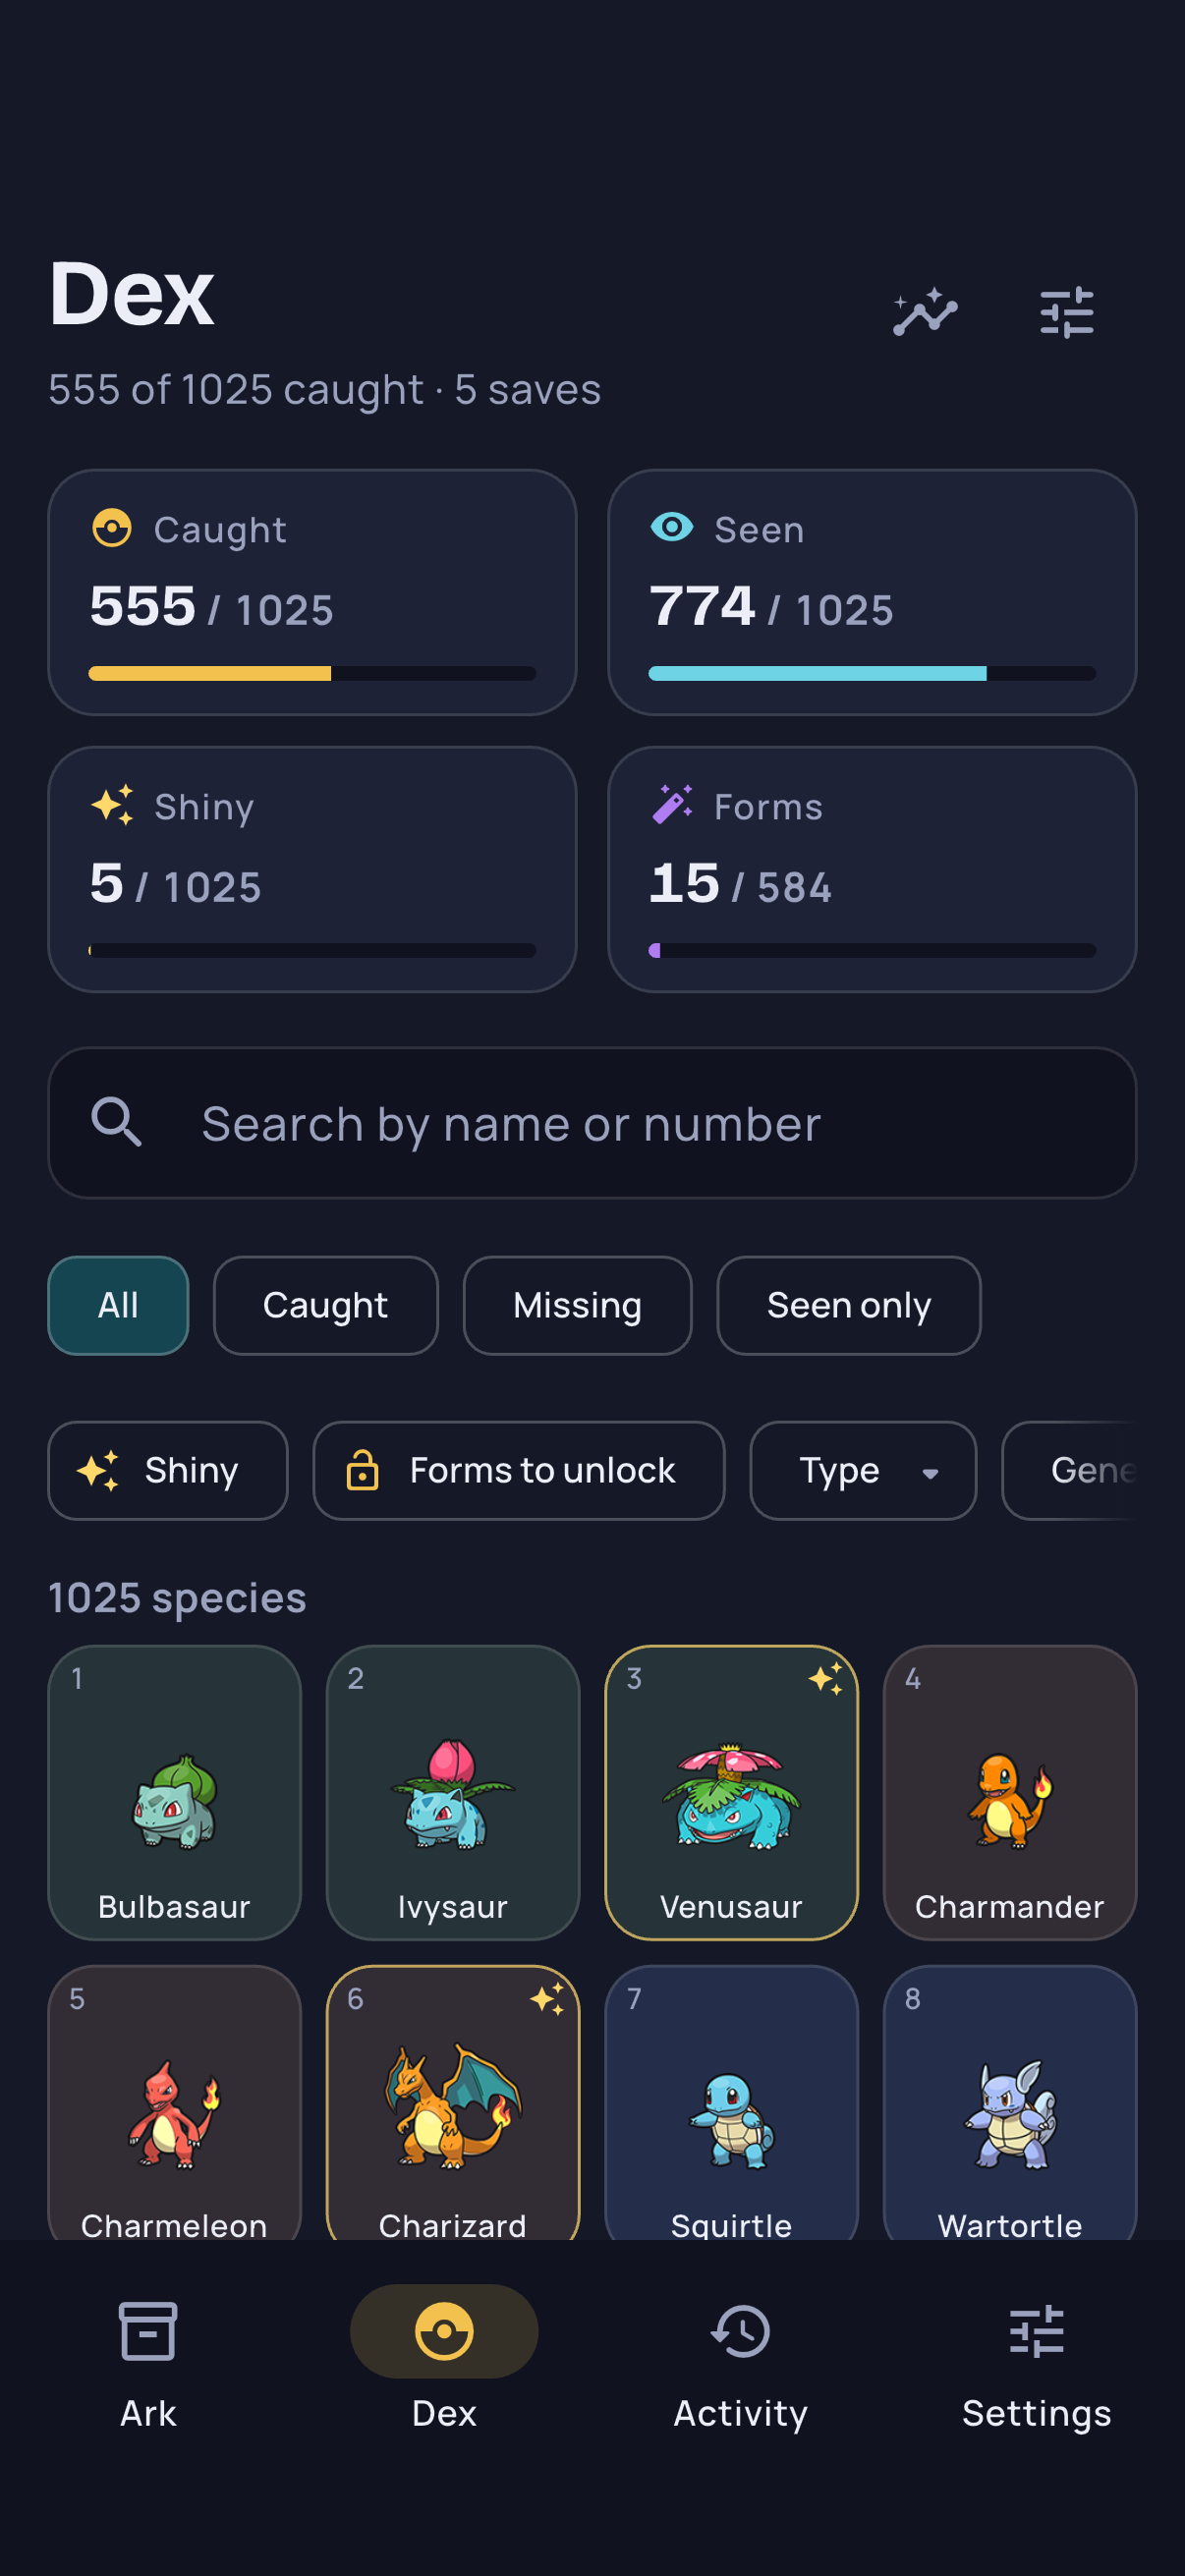 Dex
555 of 1025 caught · 5 saves
Caught
555 / 1025
Seen
774 / 1025
Shiny
5 / 1025
Forms
15 / 584
Search by name or number
All
Caught
Missing
Seen only
Shiny
Forms to unlock
Type
Gene
1025 species
1
Bulbasaur
2
Ivysaur
3
Venusaur
4
Charmander
5
Charmeleon
6
Charizard
7
Squirtle
8
Wartortle
Ark
Dex
Activity
Settings